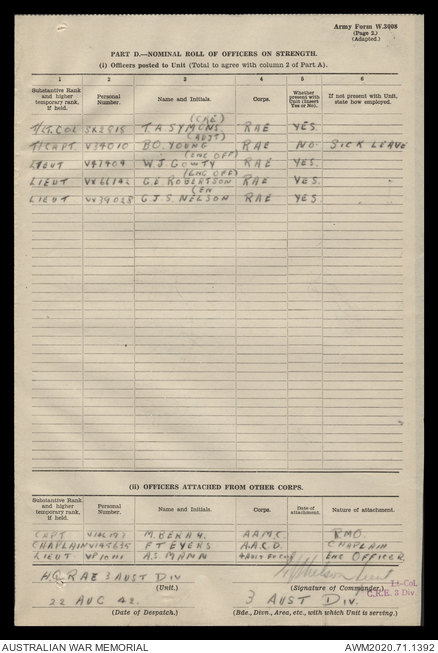 Army Form W.3008
(Page 2.)
(Adapted.)
PART D.—NOMINAL ROLL OF OFFICERS ON STRENGTH.
(i) Officers posted to Unit (Total to agree with column 2 of Part A).
1 2 3 4 5 6
Substantive Rank and higher temporary rank, if held. Personal Number. Name and Initials. Corps. Whether present with Unit (Insert Yes or No). If not present with Unit, state how employed.
(CRE)
T/LT.COL SX2815 T.A. SYMONS RAE YES.
(ADJT)
T/CAPT. V34010 B.O. YOUNG RAE NO. SICK LEAVE
(ENG OFF)
LIEUT V41404 W.J. GOWTY RAE YES.
(ENG OFF)
LIEUT VX66142 G.E. ROBERTSON RAE YES.
LIEUT VX39028 G.J.S. NELSON RAE YES.
(ii) OFFICERS ATTACHED FROM OTHER CORPS.
Substantive Rank and higher temporary rank, if held. Personal Number. Name and Initials. Corps. Date of attachment. Nature of attachment.
CAPT A.A.M.C. RMO.
CHAPLAIN A.A.C.D. CHAPLAIN
LIEUT A.S. MANN ENG OFFICER
HQ RAE 3 AUST DIV
(Unit.)
(Signature of Commander.)
Lt-Col.
C.R.E. 3 Div.
22 AUG 42. 3 AUST DIV.
(Date of Despatch.) (Bde., Divn., Area, etc., with which Unit is serving.)
AUSTRALIAN WAR MEMORIAL AWM2020.71.1392